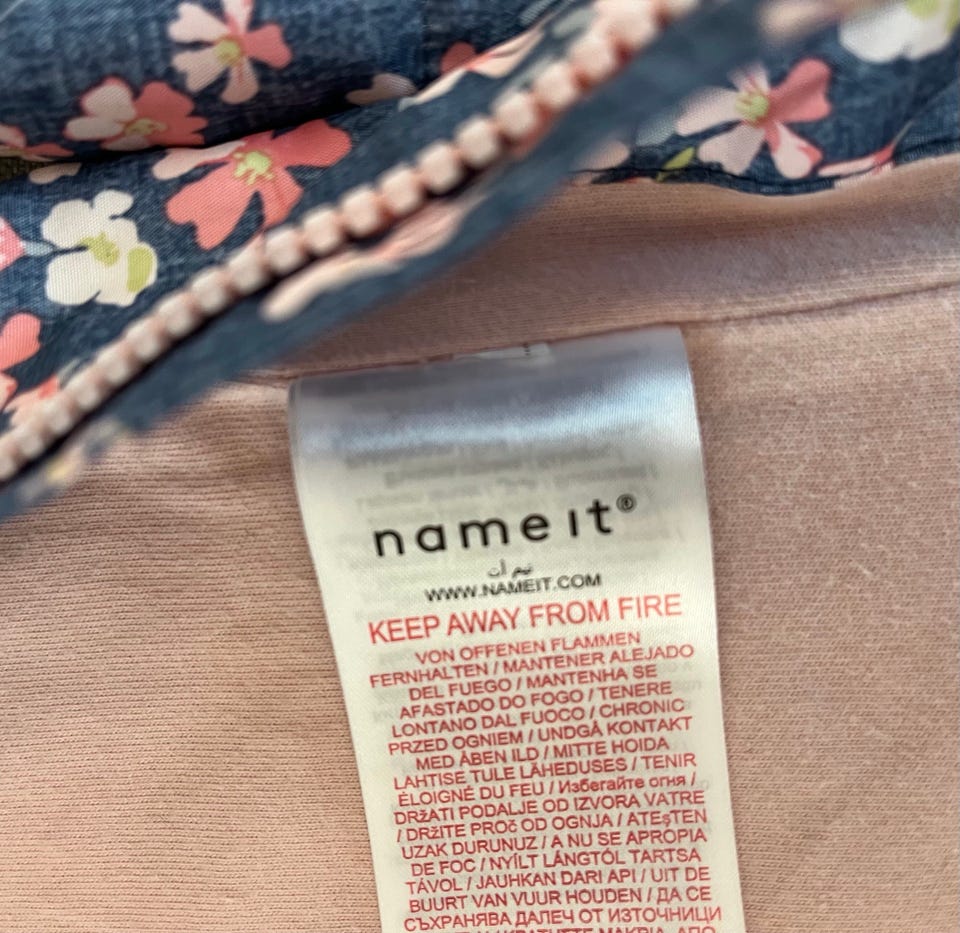 name it®
نيم ات
WWW.NAMEIT.COM
KEEP AWAY FROM FIRE
VON OFFENEN FLAMMEN
FERNHALTEN / MANTENER ALEJADO
DEL FUEGO / MANTENHA SE
AFASTADO DO FOGO / TENERE
LONTANO DAL FUOCO / CHRONIC
PRZED OGNIEM / UNDGÅ KONTAKT
MED ÅBEN ILD / MITTE HOIDA
LAHTISE TULE LÄHEDUSES / TENIR
ÉLOIGNÉ DU FEU / Избегайте огня /
DRŽATI PODALJE OD IZVORA VATRE
/ DRŽITE PROč OD OGNJA / ATEşTEN
UZAK DURUNUZ / A NU SE APROPIA
DE FOC / NYÍLT LÁNGTÓL TARTSA
TÁVOL / JAUHKAN DARI API / UIT DE
BUURT VAN VUUR HOUDEN / ДА СЕ
СЪХРАНЯВА ДАЛЕЧ ОТ ИЗТОЧНИЦИ